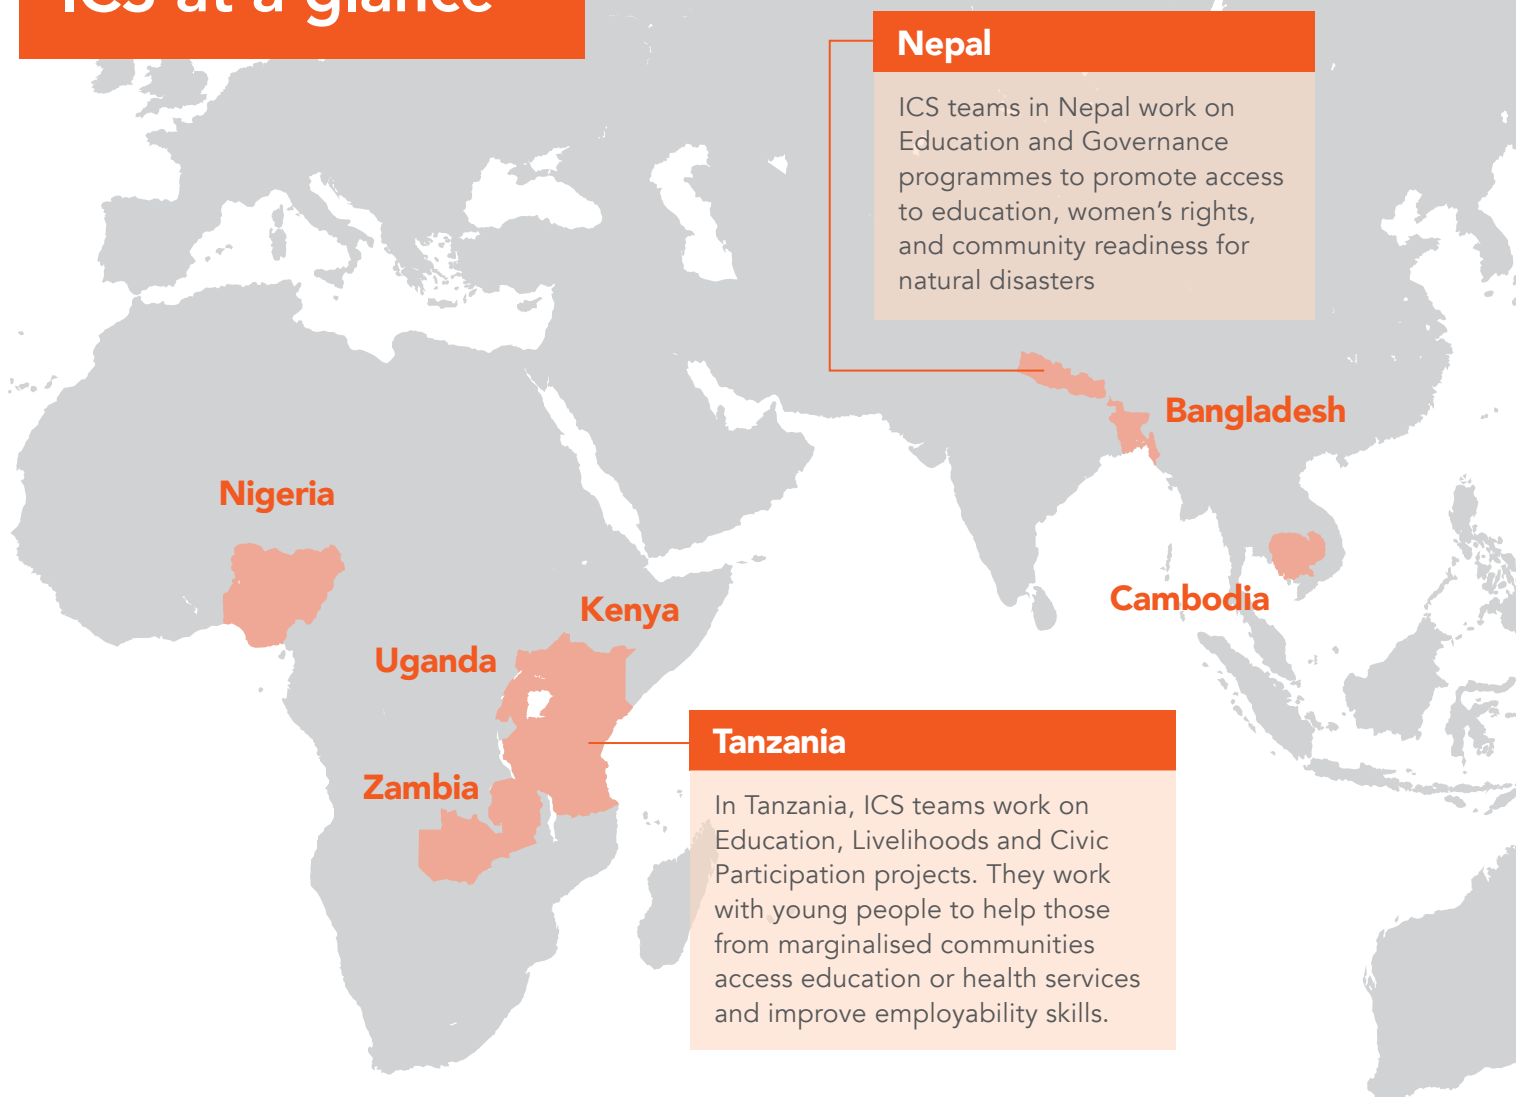 ICS at a glance
Nepal
ICS teams in Nepal work on
Education and Governance
programmes to promote access
to education, women’s rights,
and community readiness for
natural disasters
Bangladesh
Nigeria
Cambodia
Kenya
Uganda
Tanzania
Zambia
In Tanzania, ICS teams work on
Education, Livelihoods and Civic
Participation projects. They work
with young people to help those
from marginalised communities
access education or health services
and improve employability skills.